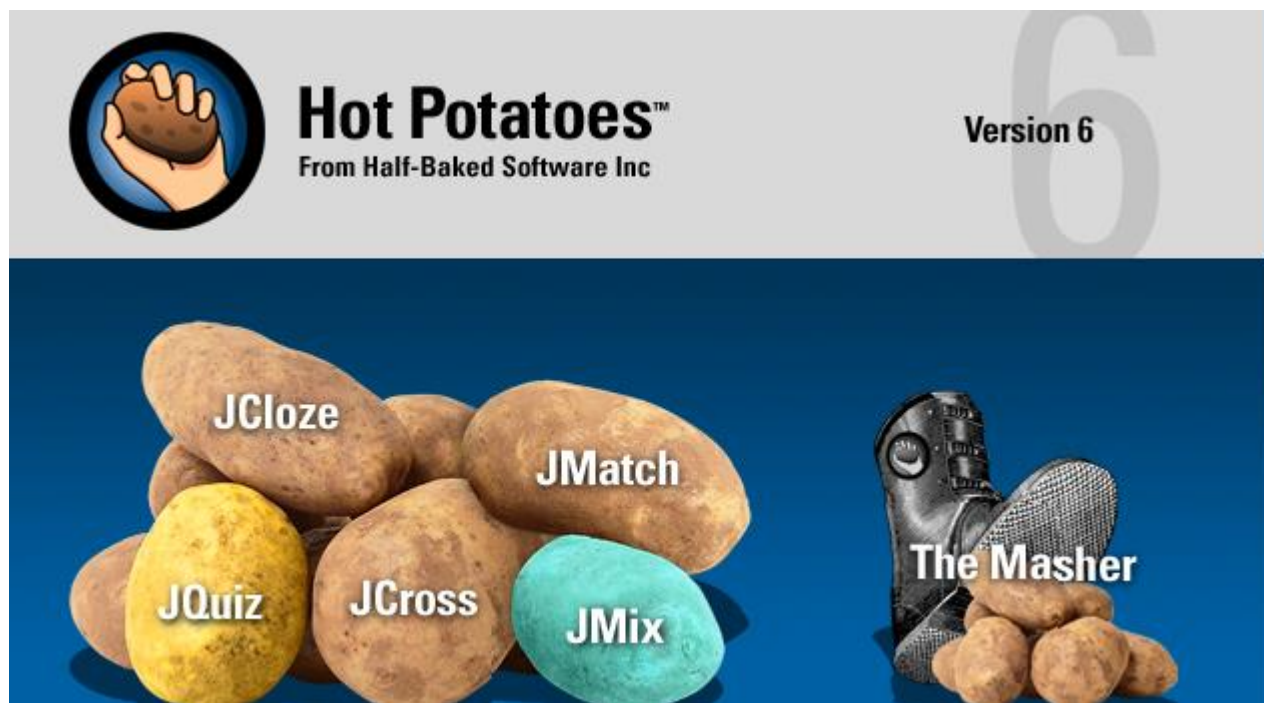 Hot Potatoes™
From Half-Baked Software Inc
Version 6
6
JCloze
JMatch
JQuiz
JCross
JMix
The Masher